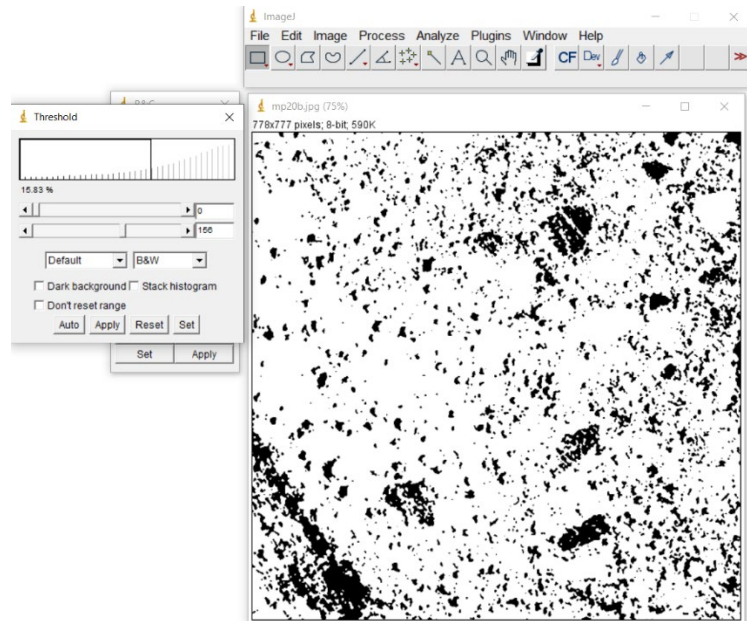 ImageJ
File Edit Image Process Analyze Plugins Window Help
CF Dev
B&C
Threshold
15.83 %
0
156
Default B&W
Dark background Stack histogram
Don't reset range
Auto Apply Reset Set
Set Apply
mp20b.jpg (75%)
778x777 pixels; 8-bit; 590K